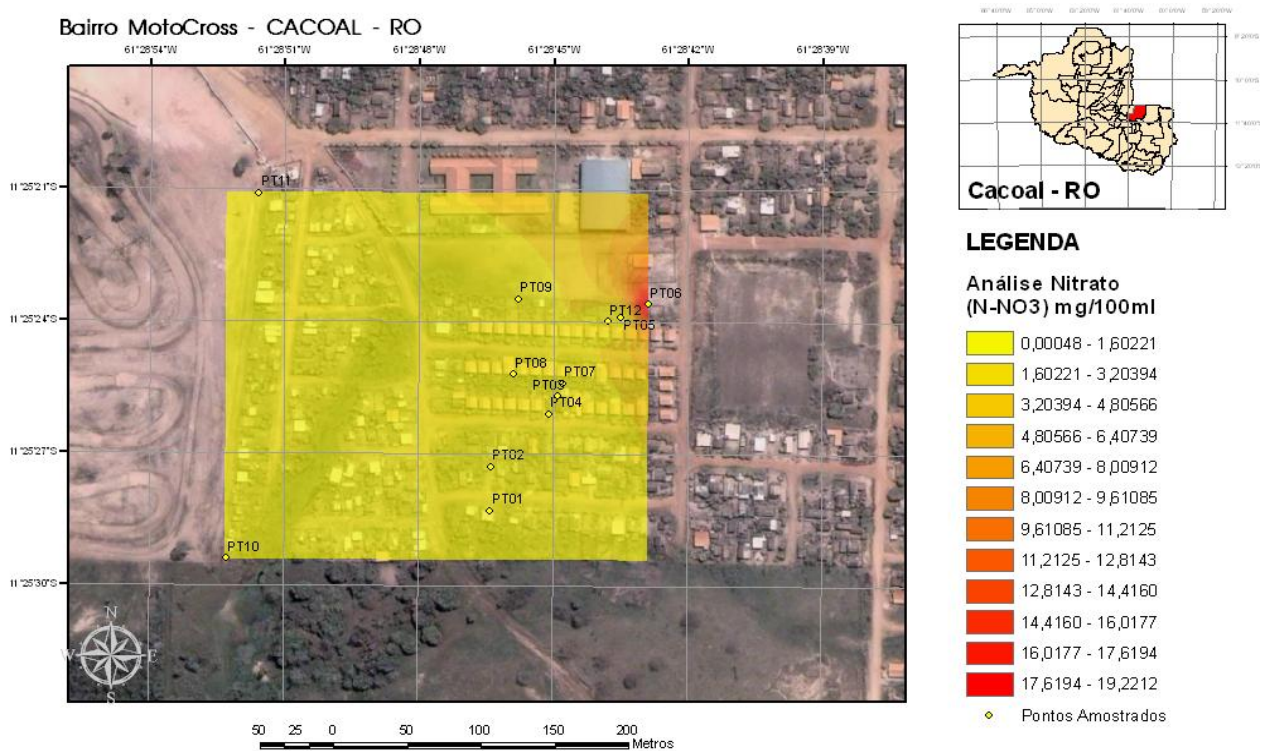 Bairro MotoCross - CACOAL - RO
61°28'54"W 61°28'51"W 61°28'48"W 61°28'45"W 61°28'42"W 61°28'39"W
11°25'21"S
11°25'24"S
11°25'27"S
11°25'30"S
PT11
PT09
PT06
PT12
PT05
PT08
PT07
PT03
PT04
PT02
PT01
PT10
N
W E
S
50 25 0 50 100 150 200
Metros
Cacoal - RO
LEGENDA
Análise Nitrato
(N-NO3) mg/100ml
0,00048 - 1,60221
1,60221 - 3,20394
3,20394 - 4,80566
4,80566 - 6,40739
6,40739 - 8,00912
8,00912 - 9,61085
9,61085 - 11,2125
11,2125 - 12,8143
12,8143 - 14,4160
14,4160 - 16,0177
16,0177 - 17,6194
17,6194 - 19,2212
Pontos Amostrados